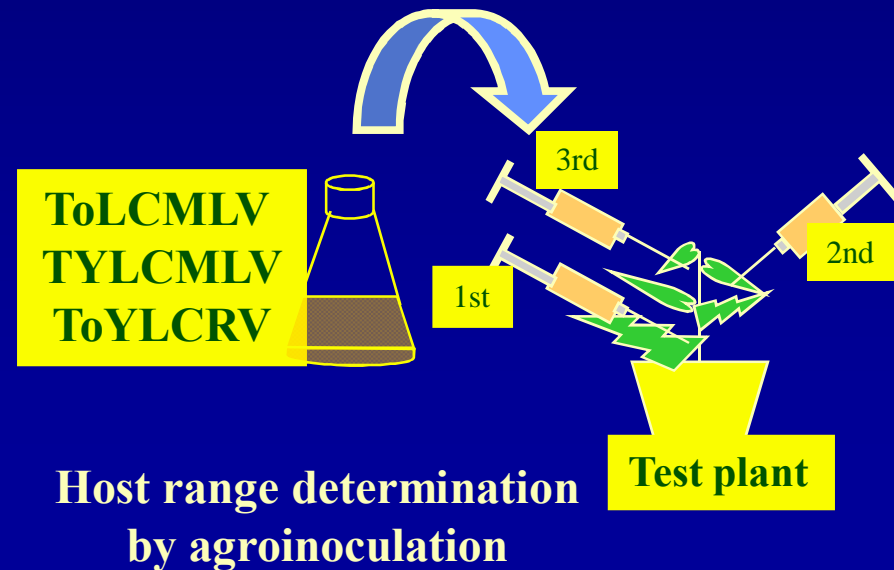 3rd
2nd
1st
ToLCMLV
TYLCMLV
ToYLCRV
Test plant
Host range determination
by agroinoculation